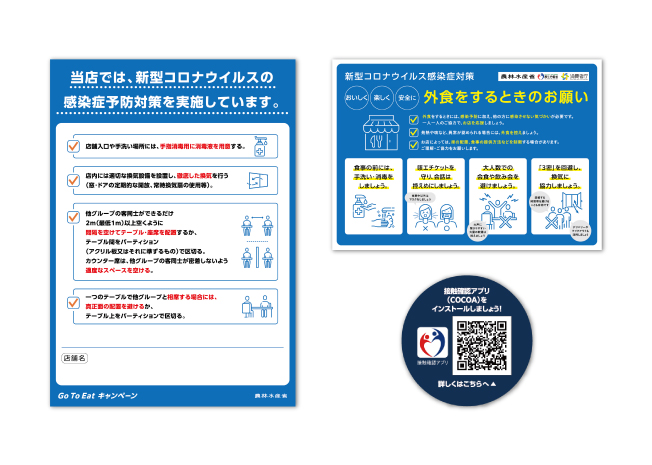 当店では、新型コロナウイルスの
感染症予防対策を実施しています。
店舗入口や手洗い場所には、手指消毒用に消毒液を用意する。
店内には適切な換気設備を設置し、徹底した換気を行う
(窓・ドアの定期的な開放、常時換気扇の使用等)。
他グループの客同士ができるだけ
2m(最低1m)以上空くように
間隔を空けてテーブル・座席を配置するか、
テーブル間をパーティション
(アクリル板又はそれに準ずるもの)で区切る。
カウンター席は、他グループの客同士が密着しないよう
適度なスペースを空ける。
一つのテーブルで他グループと相席する場合には、
真正面の配置を避けるか、
テーブル上をパーティションで区切る。
店舗名
Go To Eat キャンペーン
農林水産省
新型コロナウイルス感染症対策
農林水産省
消費者庁
おいしく
楽しく
安全に
外食をするときのお願い
食事の前には、
手洗い・消毒を
しましょう。
咳エチケットを
守り、会話は
控えめにしましょう。
大人数での
会食や飲み会を
避けましょう。
「3密」を回避し、
換気に
協力しましょう。
接触確認アプリ
(COCOA)を
インストールしましょう!
接触確認アプリ
詳しくはこちらへ▲